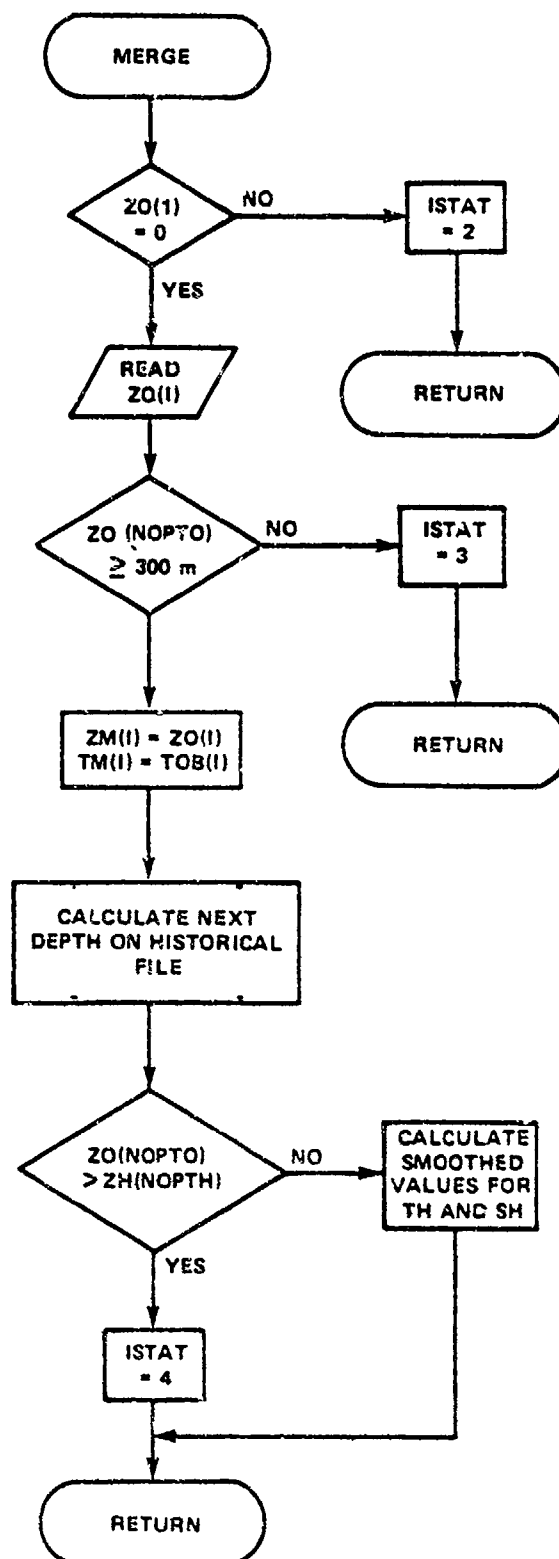 MERGE
ZO(1)
= 0
NO
ISTAT
= 2
YES
RETURN
READ
ZO(I)
ZO (NOPTO)
≥ 300 m
NO
ISTAT
= 3
RETURN
ZM(I) = ZO(I)
TM(I) = TOB(I)
CALCULATE NEXT
DEPTH ON HISTORICAL
FILE
ZO(NOPTO)
> ZH(NOPTH)
NO
CALCULATE
SMOOTHED
VALUES FOR
TH AND SH
YES
ISTAT
= 4
RETURN